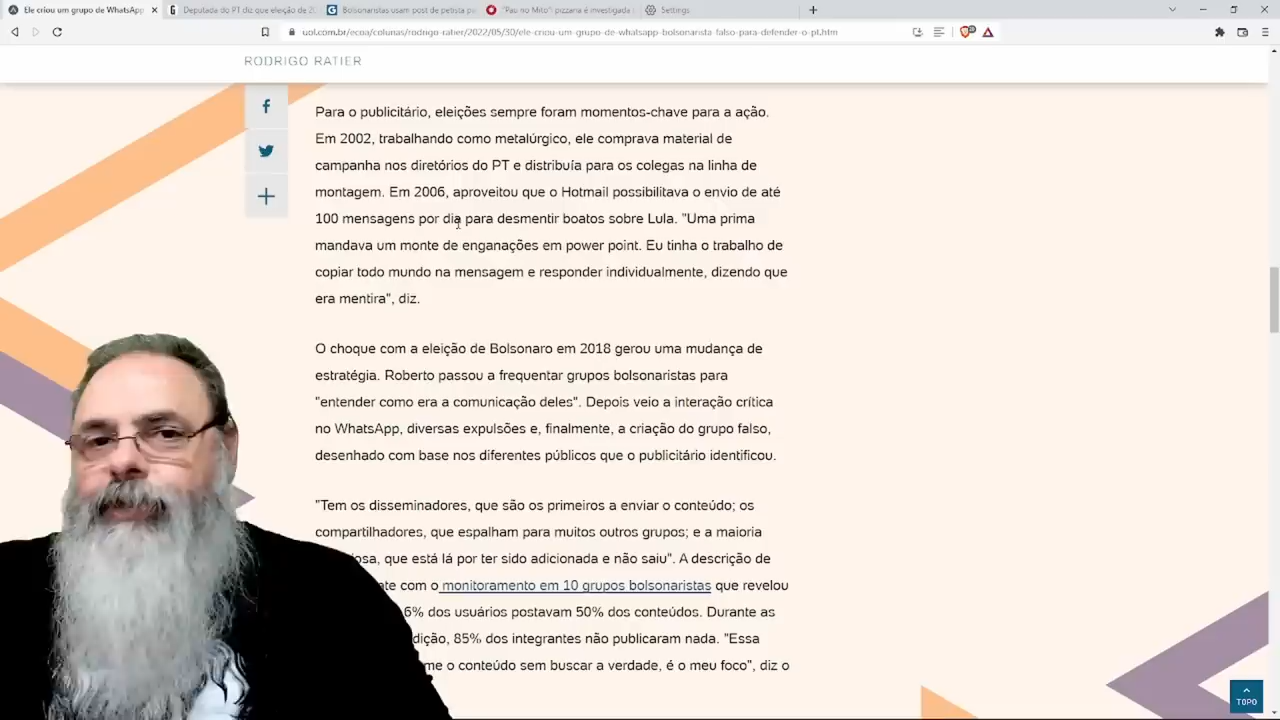 Ele criou um grupo de WhatsApp
Deputada do PT diz que eleição de 20
Bolsonaristas usam post de petista pa
"Pau no Mito": pizzaria é investigada
Settings
uol.com.br/ecoa/colunas/rodrigo-ratier/2022/05/30/ele-criou-um-grupo-de-whatsapp-bolsonarista-falso-para-defender-o-pt.htm
RODRIGO RATIER
Para o publicitário, eleições sempre foram momentos-chave para a ação.
Em 2002, trabalhando como metalúrgico, ele comprava material de
campanha nos diretórios do PT e distribuía para os colegas na linha de
montagem. Em 2006, aproveitou que o Hotmail possibilitava o envio de até
100 mensagens por dia para desmentir boatos sobre Lula. "Uma prima
mandava um monte de enganações em power point. Eu tinha o trabalho de
copiar todo mundo na mensagem e responder individualmente, dizendo que
era mentira", diz.
O choque com a eleição de Bolsonaro em 2018 gerou uma mudança de
estratégia. Roberto passou a frequentar grupos bolsonaristas para
"entender como era a comunicação deles". Depois veio a interação crítica
no WhatsApp, diversas expulsões e, finalmente, a criação do grupo falso,
desenhado com base nos diferentes públicos que o publicitário identificou.
"Tem os disseminadores, que são os primeiros a enviar o conteúdo; os
compartilhadores, que espalham para muitos outros grupos; e a maioria
osa, que está lá por ter sido adicionada e não saiu". A descrição de
te com o monitoramento em 10 grupos bolsonaristas que revelou
6% dos usuários postavam 50% dos conteúdos. Durante as
dição, 85% dos integrantes não publicaram nada. "Essa
me o conteúdo sem buscar a verdade, é o meu foco", diz o
TOPO